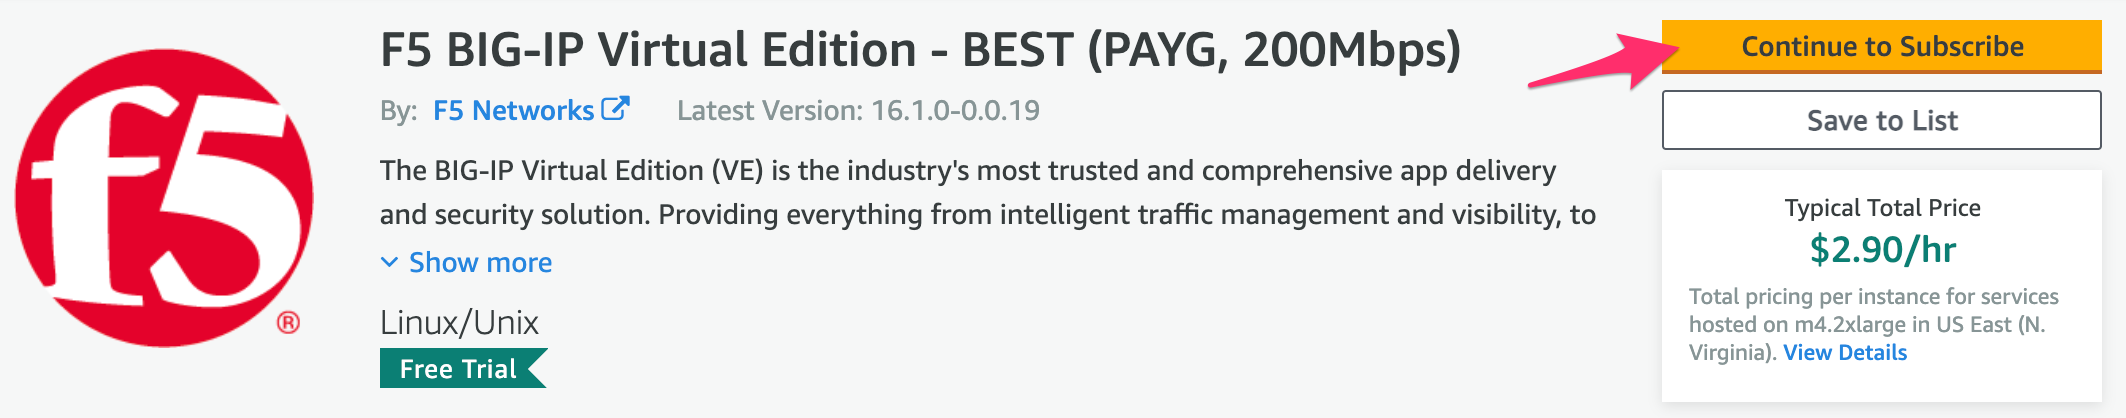 f5
®
F5 BIG-IP Virtual Edition - BEST (PAYG, 200Mbps)
By: F5 Networks Latest Version: 16.1.0-0.0.19
The BIG-IP Virtual Edition (VE) is the industry's most trusted and comprehensive app delivery
and security solution. Providing everything from intelligent traffic management and visibility, to
Show more
Linux/Unix
Free Trial
Continue to Subscribe
Save to List
Typical Total Price
$2.90/hr
Total pricing per instance for services
hosted on m4.2xlarge in US East (N.
Virginia). View Details